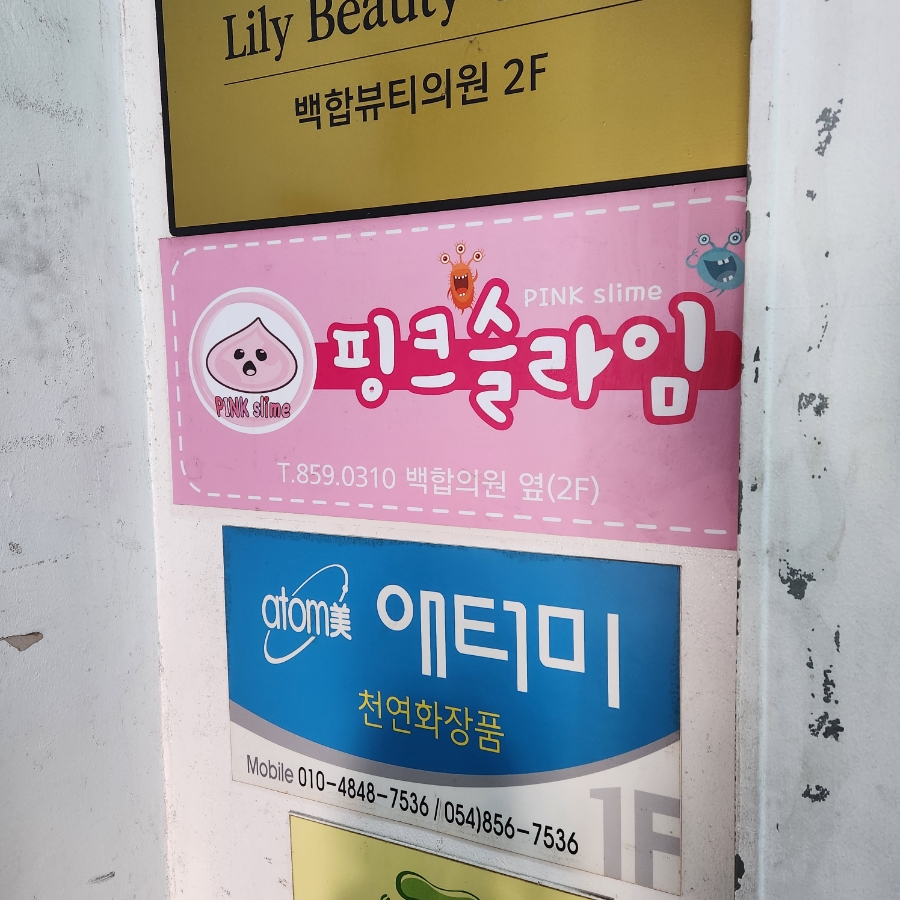 Lily Beauty
백합뷰티의원 2F
PINK slime
핑크슬라임
PINK slime
T.859.0310 백합의원 옆(2F)
atom美 애터미
천연화장품
Mobile 010-4848-7536 / 054)856-7536
1F